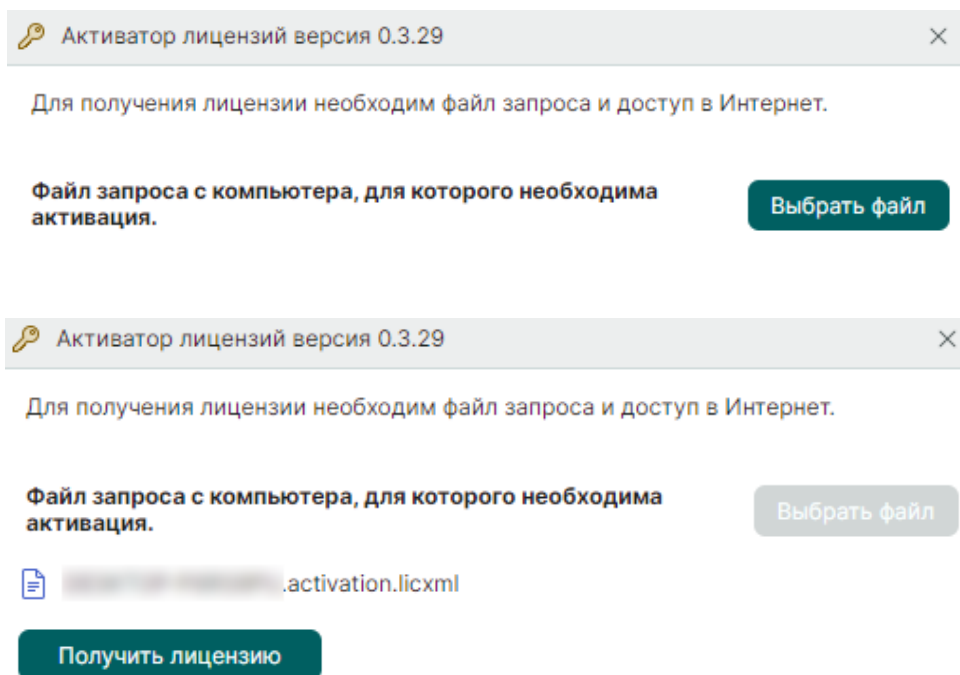 Активатор лицензий версия 0.3.29
Для получения лицензии необходим файл запроса и доступ в Интернет.
Файл запроса с компьютера, для которого необходима
активация.
Выбрать файл
Активатор лицензий версия 0.3.29
Для получения лицензии необходим файл запроса и доступ в Интернет.
Файл запроса с компьютера, для которого необходима
активация.
Выбрать файл
.activation.licxml
Получить лицензию